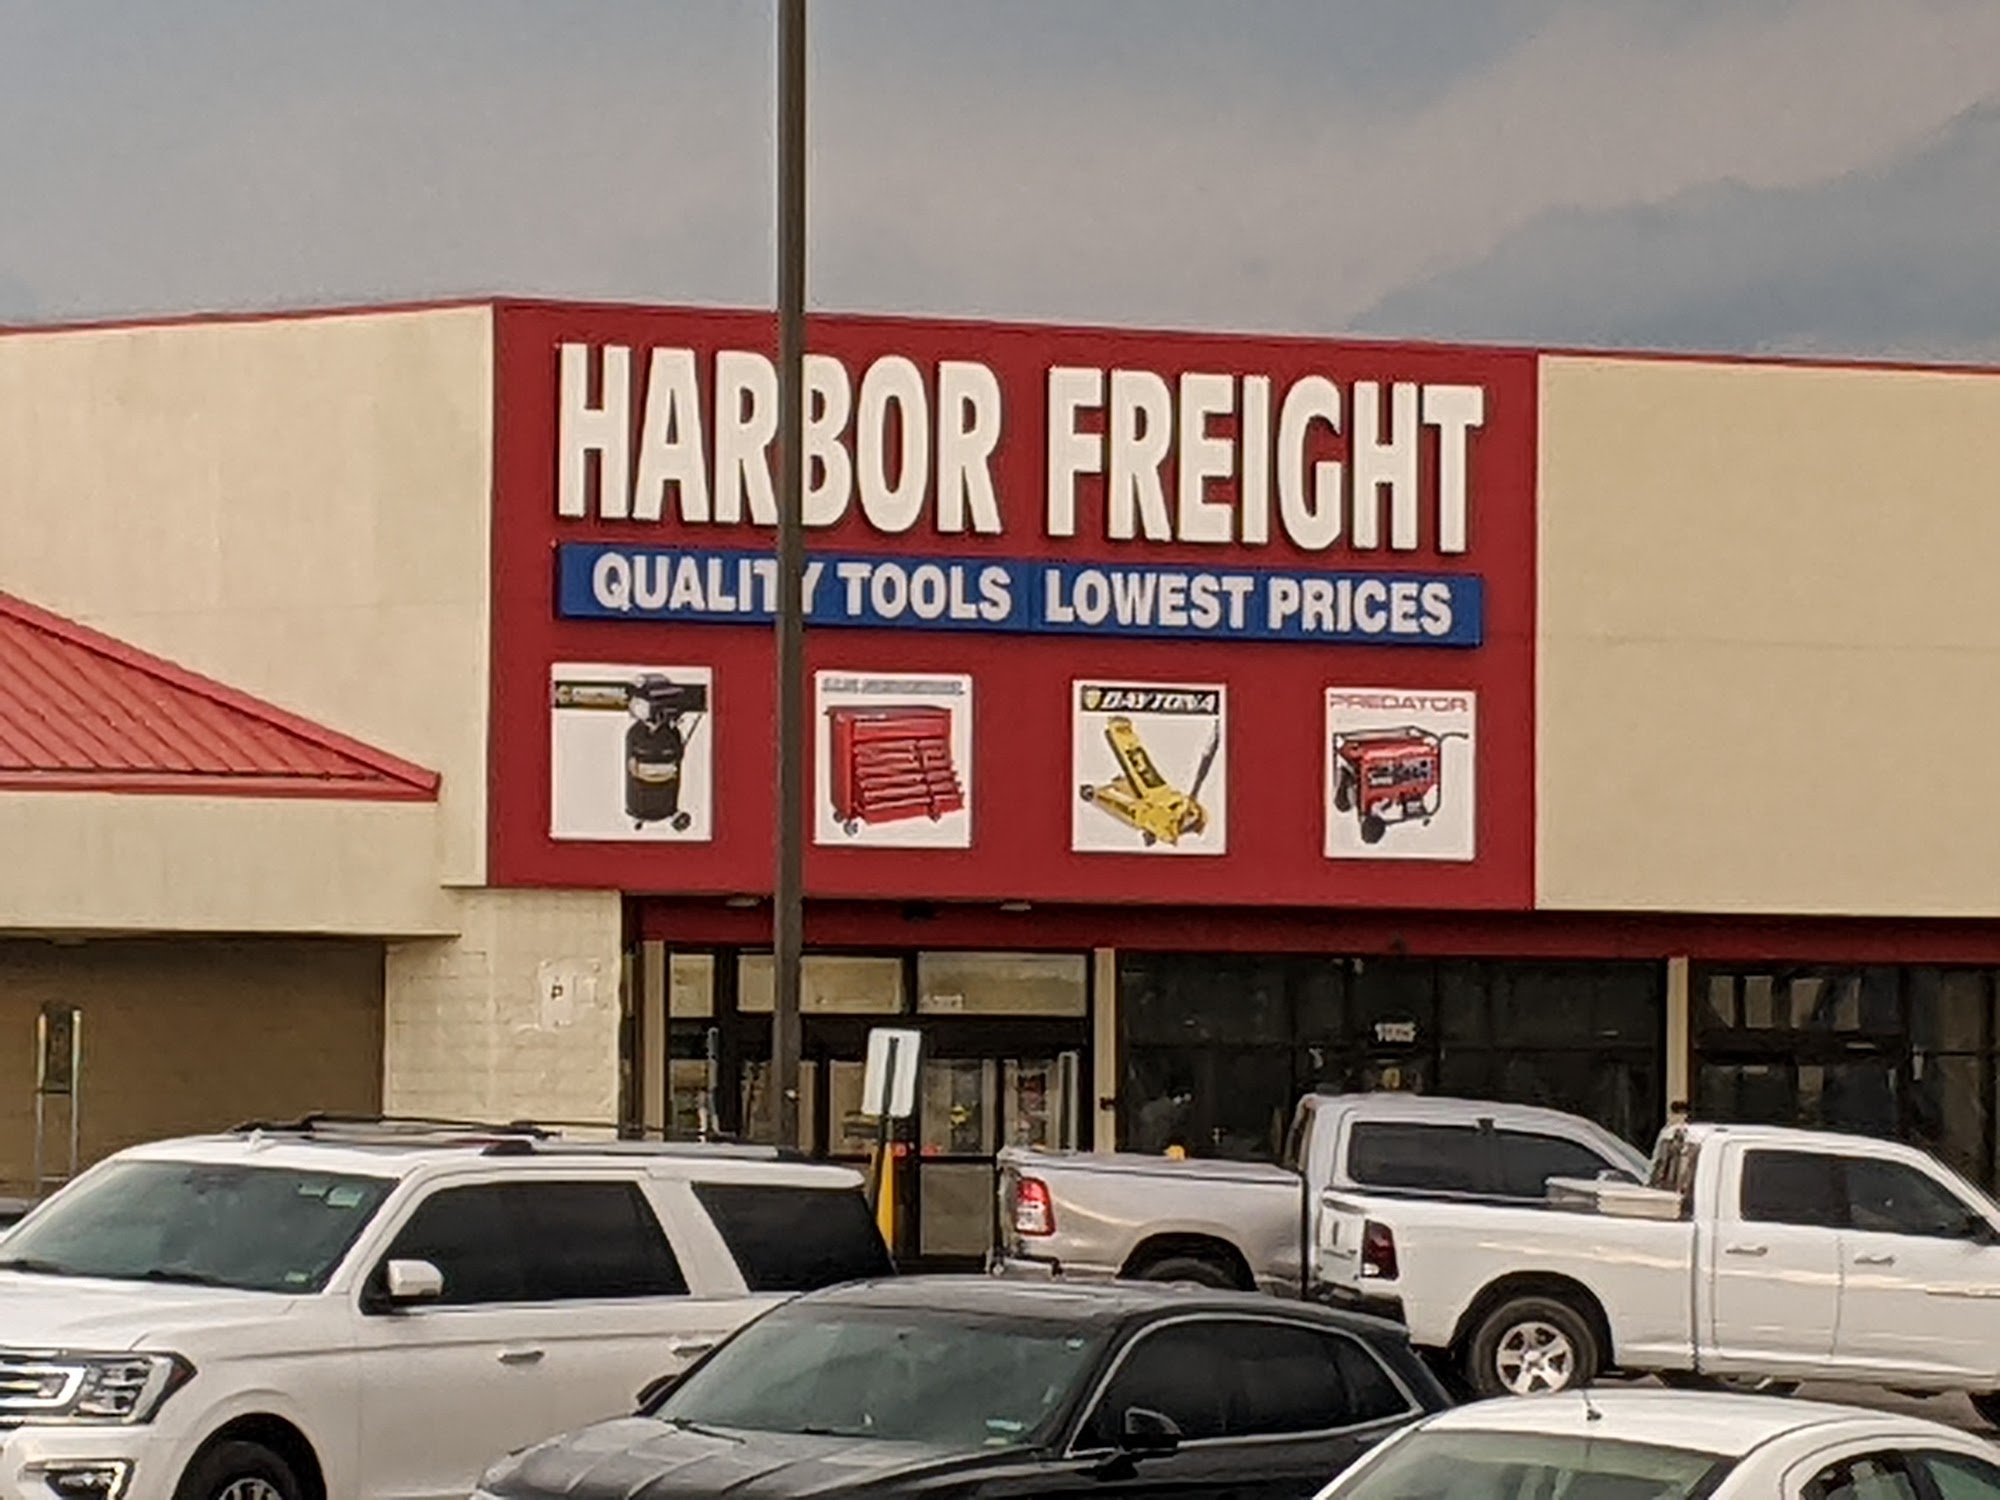 HARBOR FREIGHT
QUALITY TOOLS LOWEST PRICES
DAYTONA
PREDATOR